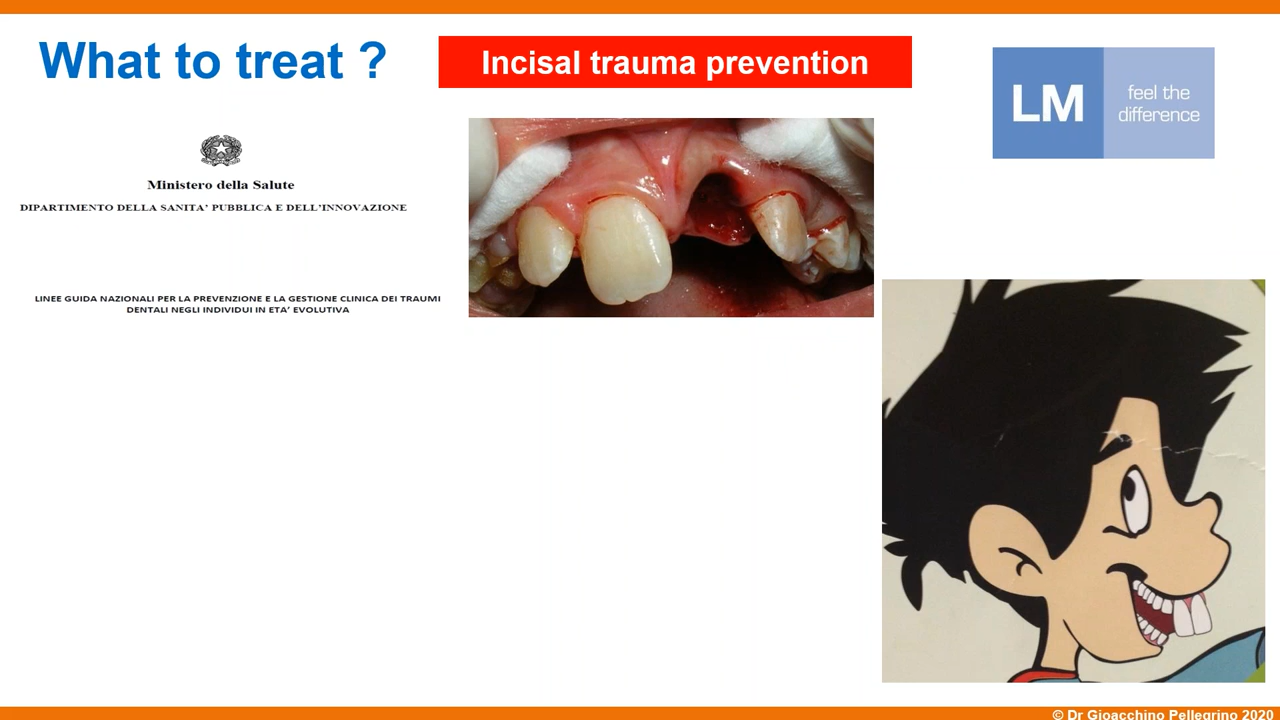 What to treat ?
Incisal trauma prevention
LM
feel the
difference
Ministero della Salute
DIPARTIMENTO DELLA SANITA’ PUBBLICA E DELL’INNOVAZIONE
LINEE GUIDA NAZIONALI PER LA PREVENZIONE E LA GESTIONE CLINICA DEI TRAUMI
DENTALI NEGLI INDIVIDUI IN ETA’ EVOLUTIVA
© Dr Gioacchino Pellegrino 2020